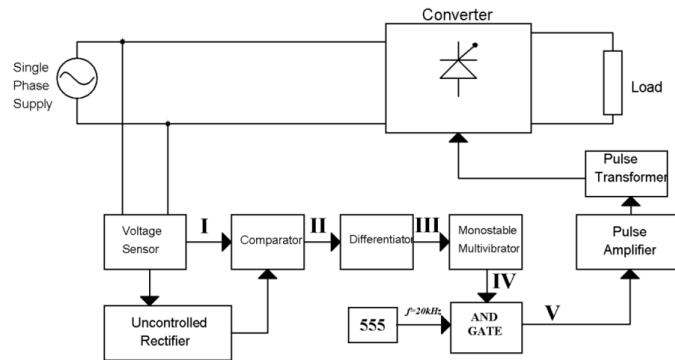 Converter
Single
Phase
Supply
Load
Pulse
Transformer
Voltage
Sensor
I
Comparator
II
Differentiator
III
Monostable
Multivibrator
Pulse
Amplifier
IV
Uncontrolled
Rectifier
555
f=20kHz
AND
GATE
V